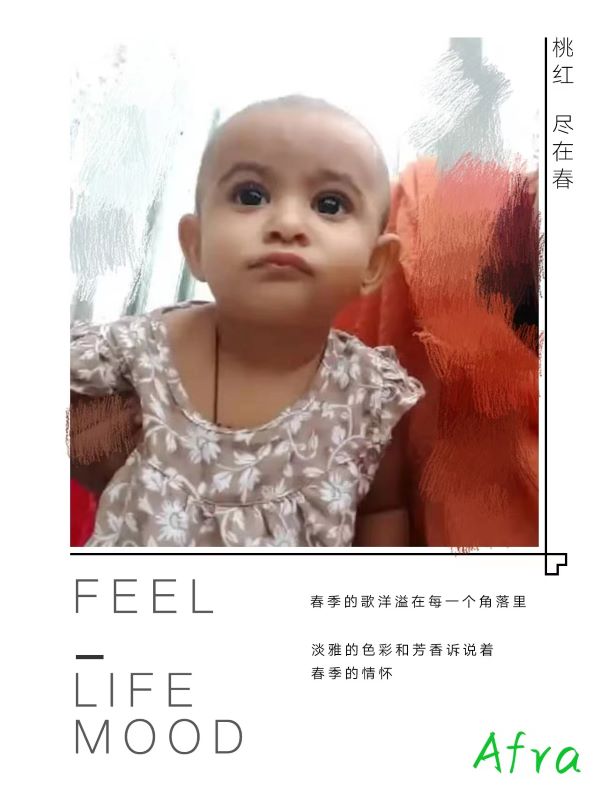 桃红 尽在春
FEEL
LIFE
MOOD
春季的歌洋溢在每一个角落里
淡雅的色彩和芳香诉说着
春季的情怀
Afra